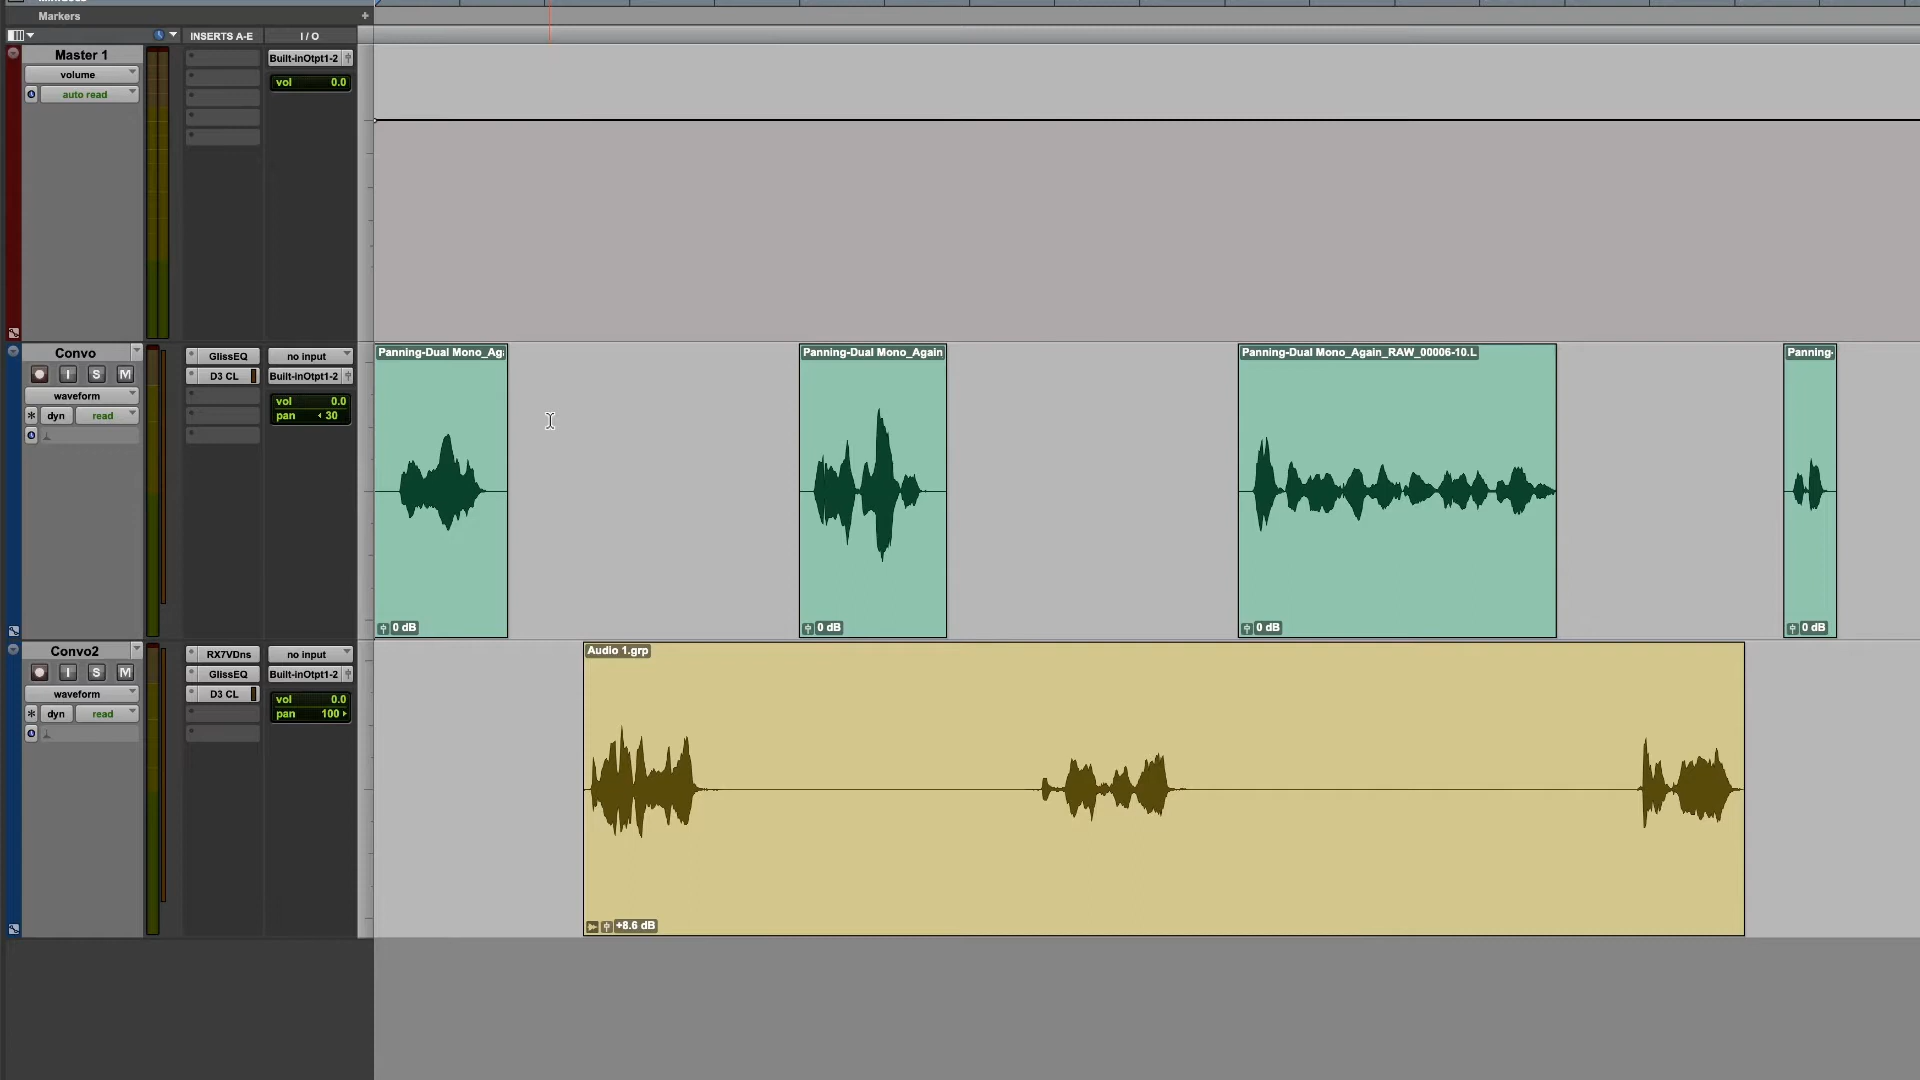 Markers
INSERTS A-E
I / O
Master 1
volume
auto read
Built-inOtpt1-2
vol 0.0
Convo
I S M
waveform
dyn read
GlissEQ
D3 CL
no input
Built-inOtpt1-2
vol 0.0
pan 30
Panning-Dual Mono_Ag
0 dB
Panning-Dual Mono_Again
0 dB
Panning-Dual Mono_Again_RAW_00006-10.L
0 dB
Panning-
0 dB
Convo2
I S M
waveform
dyn read
RX7VDns
GlissEQ
D3 CL
no input
Built-inOtpt1-2
vol 0.0
pan 100
Audio 1.grp
+8.6 dB